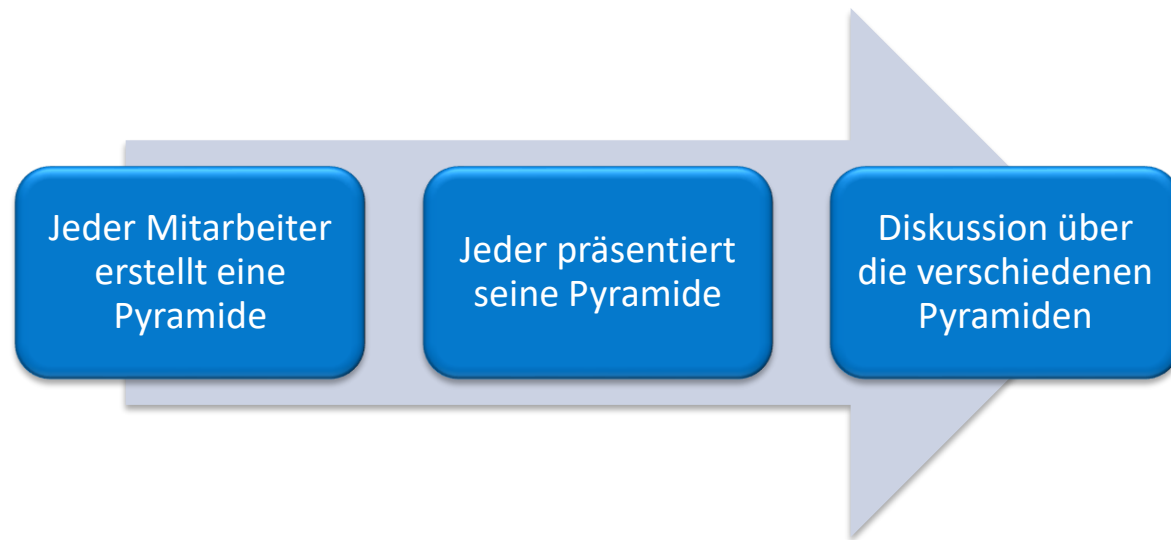 Jeder Mitarbeiter
erstellt eine
Pyramide
Jeder präsentiert
seine Pyramide
Diskussion über
die verschiedenen
Pyramiden